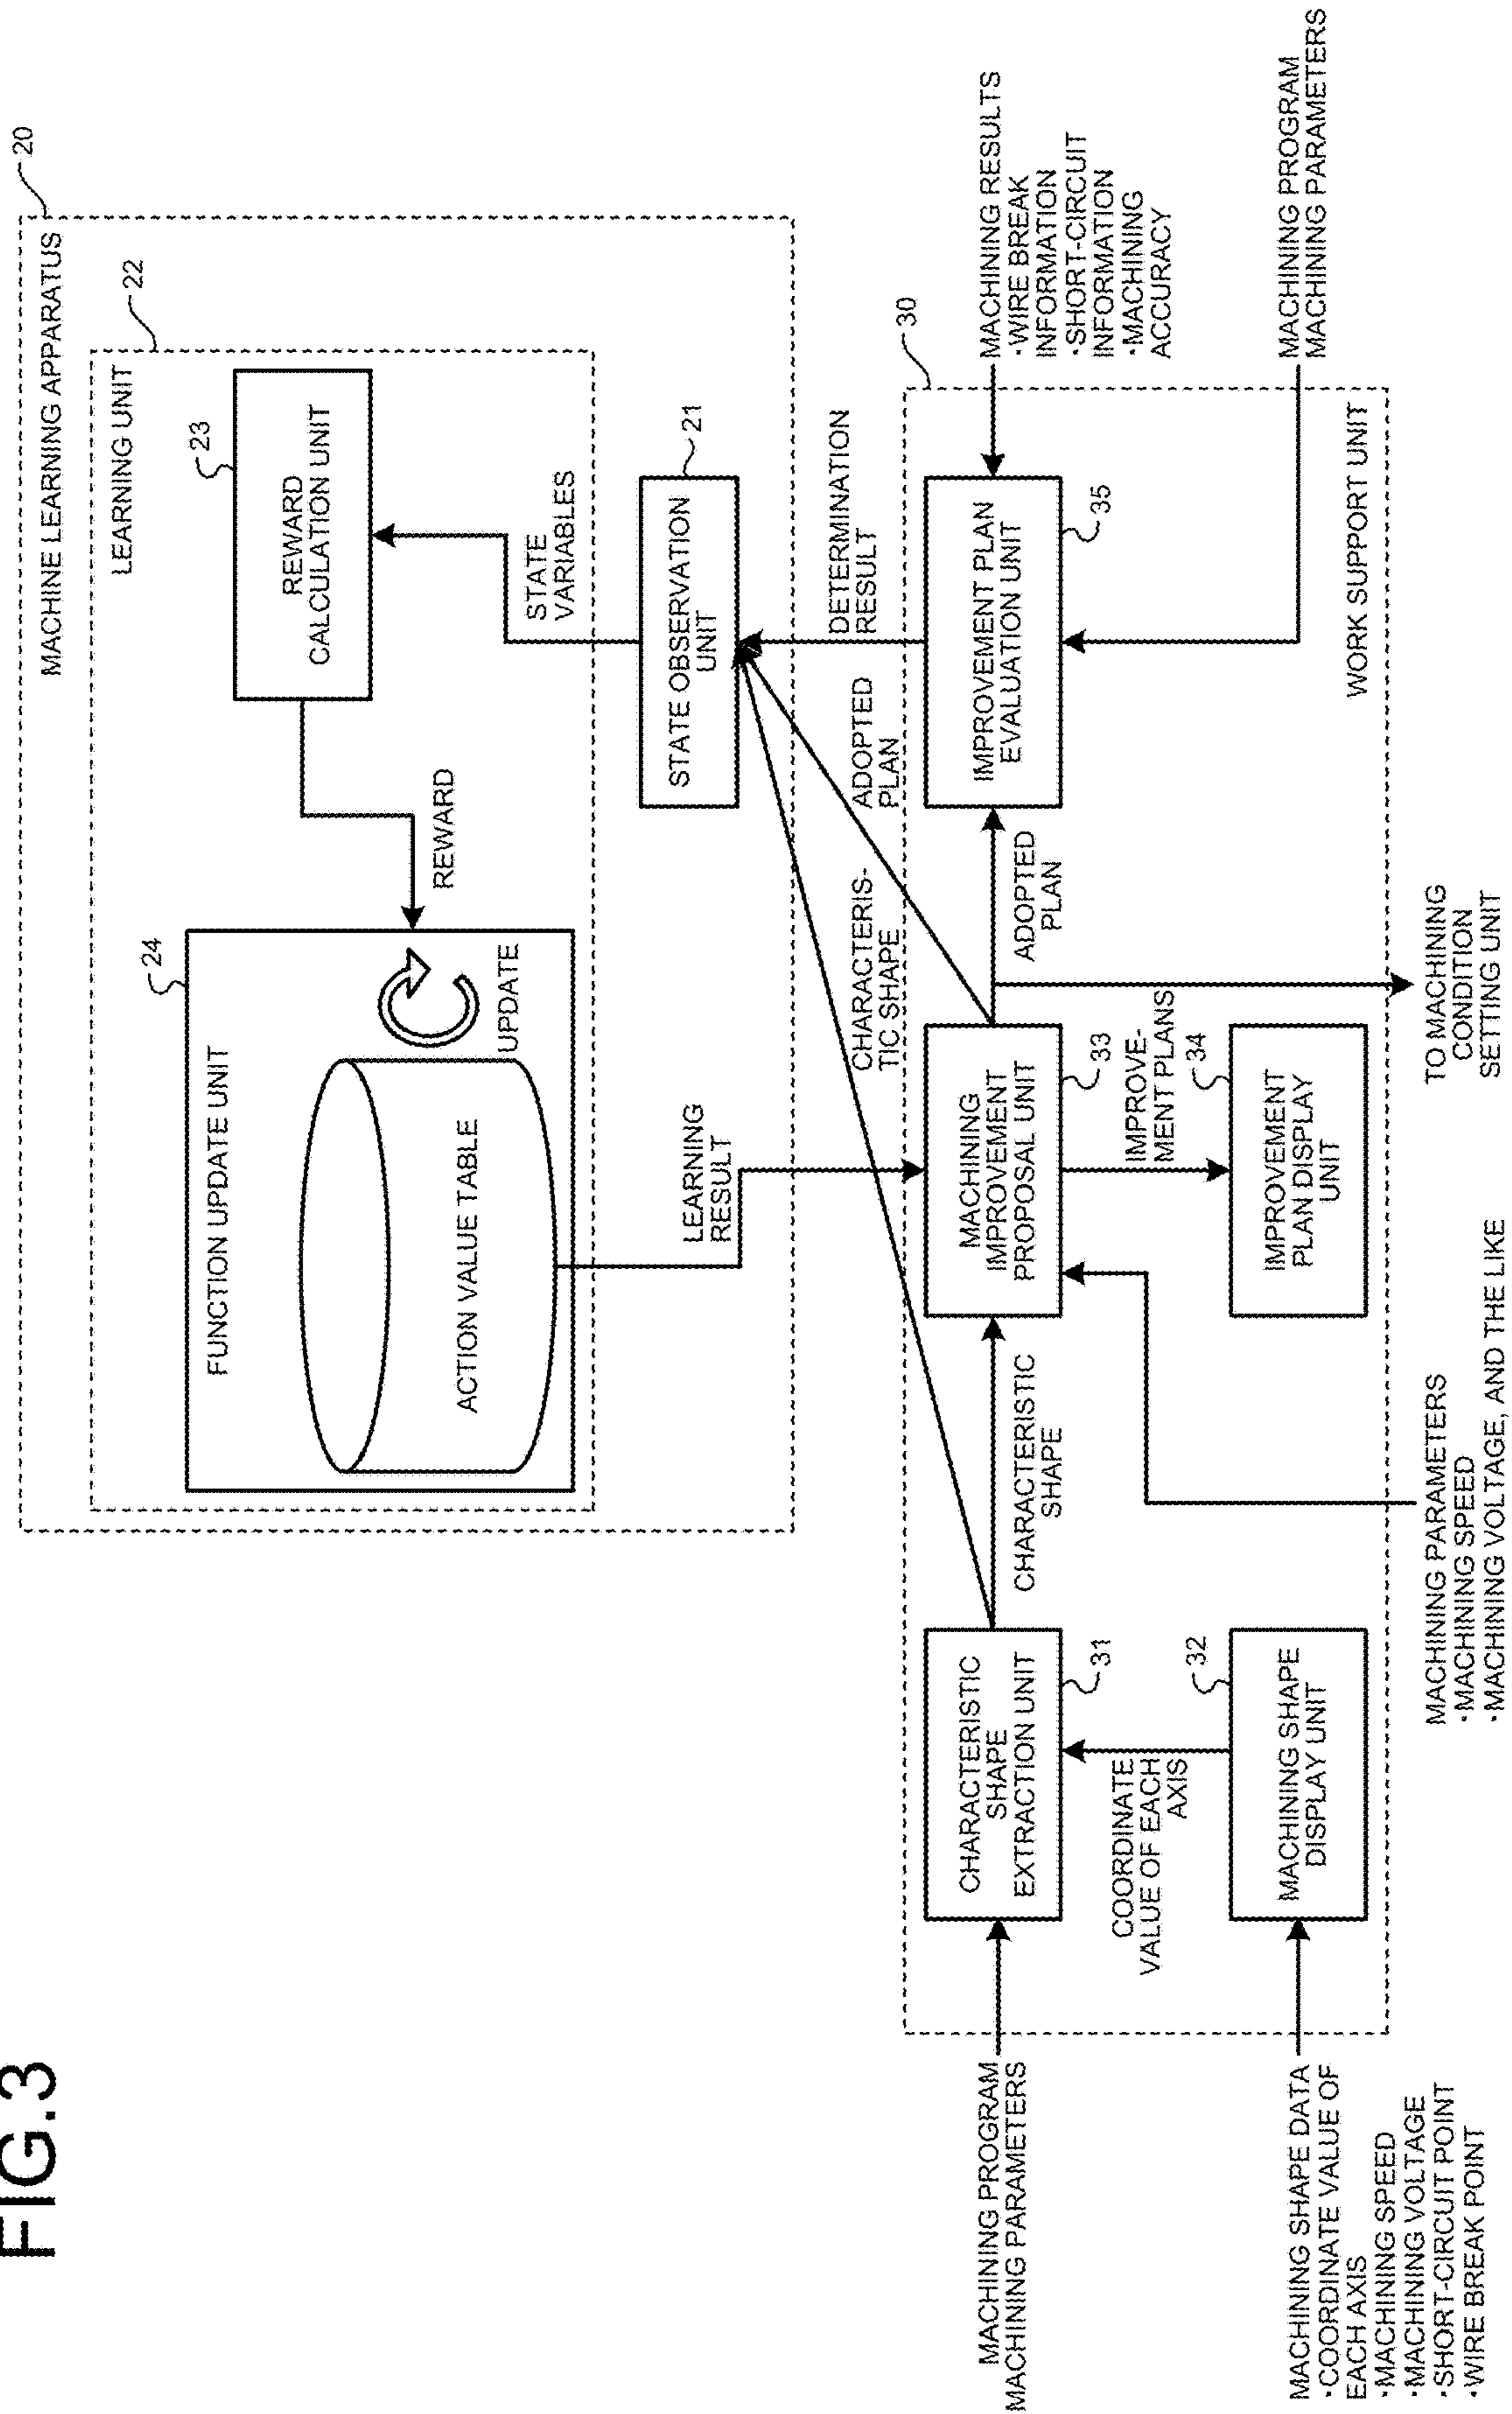 FIG.3
MACHINE LEARNING APPARATUS
20
LEARNING UNIT
22
FUNCTION UPDATE UNIT
24
ACTION VALUE TABLE
UPDATE
REWARD
REWARD
CALCULATION UNIT
23
STATE
VARIABLES
STATE OBSERVATION
UNIT
21
LEARNING
RESULT
CHARACTERIS-
TIC SHAPE
ADOPTED
PLAN
DETERMINATION
RESULT
30
MACHINING PROGRAM
MACHINING PARAMETERS
CHARACTERISTIC
SHAPE
EXTRACTION UNIT
31
CHARACTERISTIC
SHAPE
MACHINING
IMPROVEMENT
PROPOSAL UNIT
33
ADOPTED
PLAN
IMPROVEMENT PLAN
EVALUATION UNIT
35
MACHINING RESULTS
・WIRE BREAK
INFORMATION
・SHORT-CIRCUIT
INFORMATION
・MACHINING
ACCURACY
COORDINATE
VALUE OF EACH
AXIS
IMPROVE-
MENT PLANS
MACHINING SHAPE DATA
・COORDINATE VALUE OF
EACH AXIS
・MACHINING SPEED
・MACHINING VOLTAGE
・SHORT-CIRCUIT POINT
・WIRE BREAK POINT
MACHINING SHAPE
DISPLAY UNIT
32
IMPROVEMENT
PLAN DISPLAY
UNIT
34
WORK SUPPORT UNIT
MACHINING PROGRAM
MACHINING PARAMETERS
MACHINING PARAMETERS
・MACHINING SPEED
・MACHINING VOLTAGE, AND THE LIKE
TO MACHINING
CONDITION
SETTING UNIT